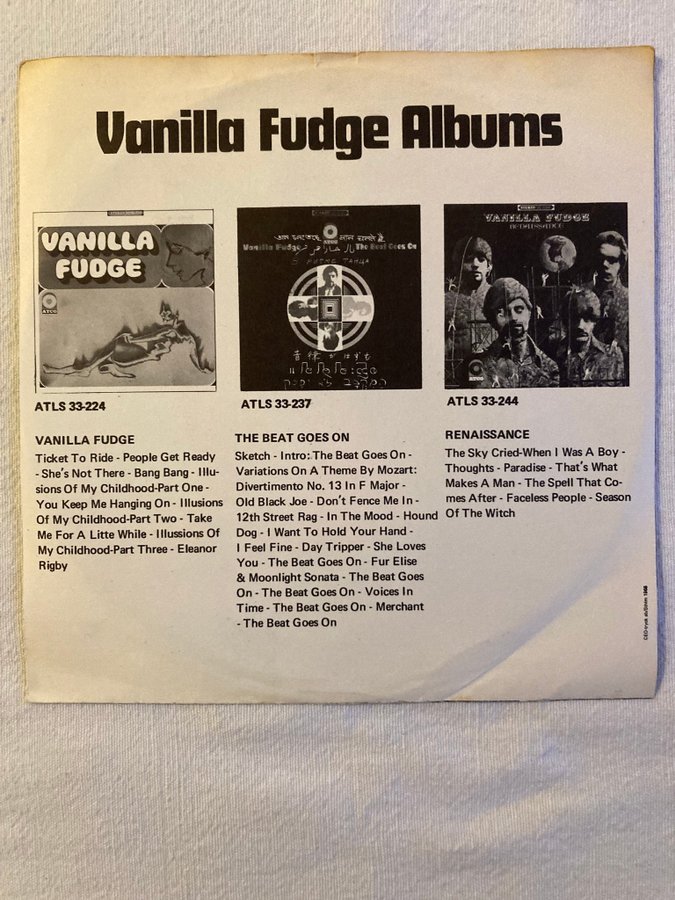 Vanilla Fudge Albums
VANILLA
FUDGE
ATCO
ATCO
Vanilla Fudge
The Beat Goes On
VANILLA FUDGE
RENAISSANCE
ATCO
ATLS 33-224
ATLS 33-237
ATLS 33-244
VANILLA FUDGE
Ticket To Ride - People Get Ready
- She's Not There - Bang Bang - Illu-
sions Of My Childhood-Part One -
You Keep Me Hanging On - Illusions
Of My Childhood-Part Two - Take
Me For A Litte While - Illusions Of
My Childhood-Part Three - Eleanor
Rigby
THE BEAT GOES ON
Sketch - Intro: The Beat Goes On -
Variations On A Theme By Mozart:
Divertimento No. 13 In F Major -
Old Black Joe - Don't Fence Me In -
12th Street Rag - In The Mood - Hound
Dog - I Want To Hold Your Hand -
I Feel Fine - Day Tripper - She Loves
You - The Beat Goes On - Fur Elise
& Moonlight Sonata - The Beat Goes
On - The Beat Goes On - Voices In
Time - The Beat Goes On - Merchant
- The Beat Goes On
RENAISSANCE
The Sky Cried-When I Was A Boy -
Thoughts - Paradise - That's What
Makes A Man - The Spell That Co-
mes After - Faceless People - Season
Of The Witch